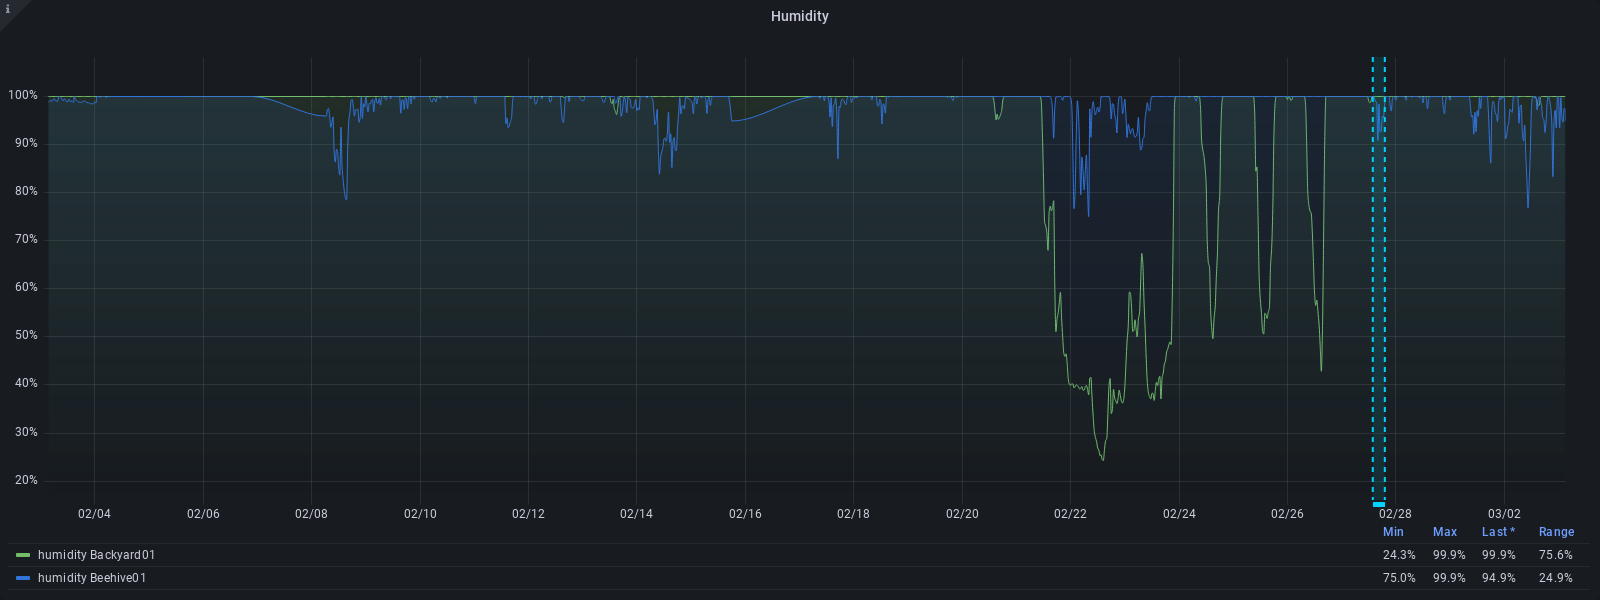 i
Humidity
100%
90%
80%
70%
60%
50%
40%
30%
20%
02/04 02/06 02/08 02/10 02/12 02/14 02/16 02/18 02/20 02/22 02/24 02/26 02/28 03/02
Min Max Last * Range
humidity Backyard01 24.3% 99.9% 99.9% 75.6%
humidity Beehive01 75.0% 99.9% 94.9% 24.9%